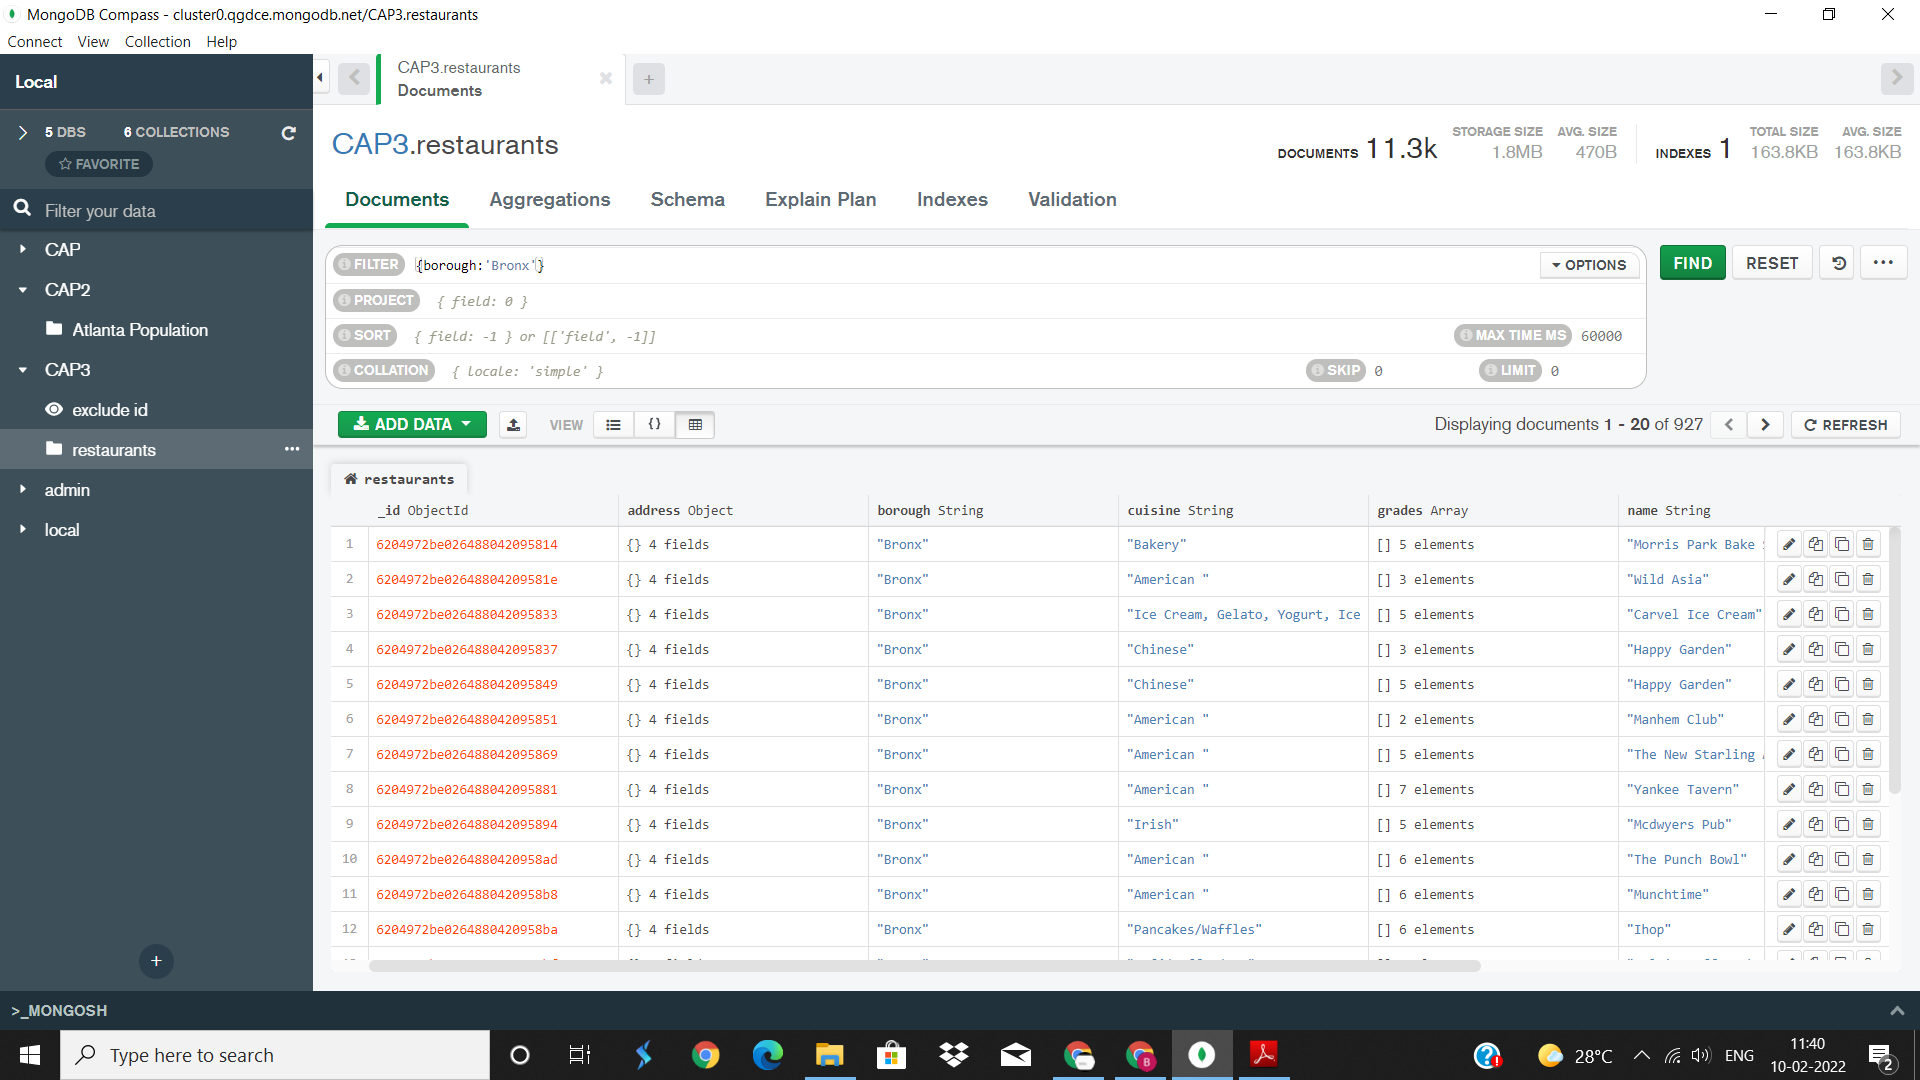 MongoDB Compass - cluster0.qgdce.mongodb.net/CAP3.restaurants
Connect View Collection Help
Local
5 DBS 6 COLLECTIONS
FAVORITE
Filter your data
CAP
CAP2
Atlanta Population
CAP3
exclude id
restaurants
admin
local
CAP3.restaurants
Documents
CAP3.restaurants
DOCUMENTS 11.3k STORAGE SIZE 1.8MB AVG. SIZE 470B INDEXES 1 TOTAL SIZE 163.8KB AVG. SIZE 163.8KB
Documents Aggregations Schema Explain Plan Indexes Validation
FILTER {borough:'Bronx'} OPTIONS FIND RESET
PROJECT { field: 0 }
SORT { field: -1 } or [['field', -1]] MAX TIME MS 60000
COLLATION { locale: 'simple' } SKIP 0 LIMIT 0
ADD DATA VIEW {} Displaying documents 1 - 20 of 927 REFRESH
restaurants
_id ObjectId address Object borough String cuisine String grades Array name String
1 6204972be026488042095814 {} 4 fields "Bronx" "Bakery" [] 5 elements "Morris Park Bake
2 6204972be02648804209581e {} 4 fields "Bronx" "American " [] 3 elements "Wild Asia"
3 6204972be026488042095833 {} 4 fields "Bronx" "Ice Cream, Gelato, Yogurt, Ice [] 5 elements "Carvel Ice Cream"
4 6204972be026488042095837 {} 4 fields "Bronx" "Chinese" [] 3 elements "Happy Garden"
5 6204972be026488042095849 {} 4 fields "Bronx" "Chinese" [] 5 elements "Happy Garden"
6 6204972be026488042095851 {} 4 fields "Bronx" "American " [] 2 elements "Manhem Club"
7 6204972be026488042095869 {} 4 fields "Bronx" "American " [] 5 elements "The New Starling
8 6204972be026488042095881 {} 4 fields "Bronx" "American " [] 7 elements "Yankee Tavern"
9 6204972be026488042095894 {} 4 fields "Bronx" "Irish" [] 5 elements "Mcdwyers Pub"
10 6204972be0264880420958ad {} 4 fields "Bronx" "American " [] 6 elements "The Punch Bowl"
11 6204972be0264880420958b8 {} 4 fields "Bronx" "American " [] 6 elements "Munchtime"
12 6204972be0264880420958ba {} 4 fields "Bronx" "Pancakes/Waffles" [] 6 elements "Ihop"
>_MONGOSH
Type here to search
28°C ENG 11:40
10-02-2022
2